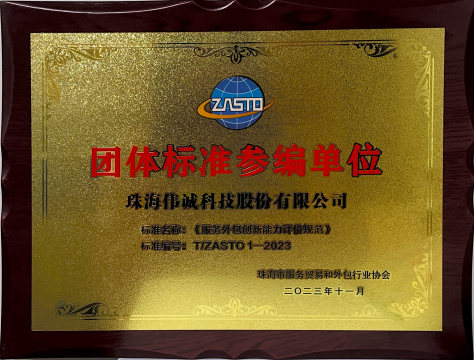 ZASTO
团体标准参编单位
珠海伟诚科技股份有限公司
标准名称：《服务外包创新能力评价规范》
标准编号：T/ZASTO 1—2023
珠海市服务贸易和外包行业协会
二〇二三年十一月